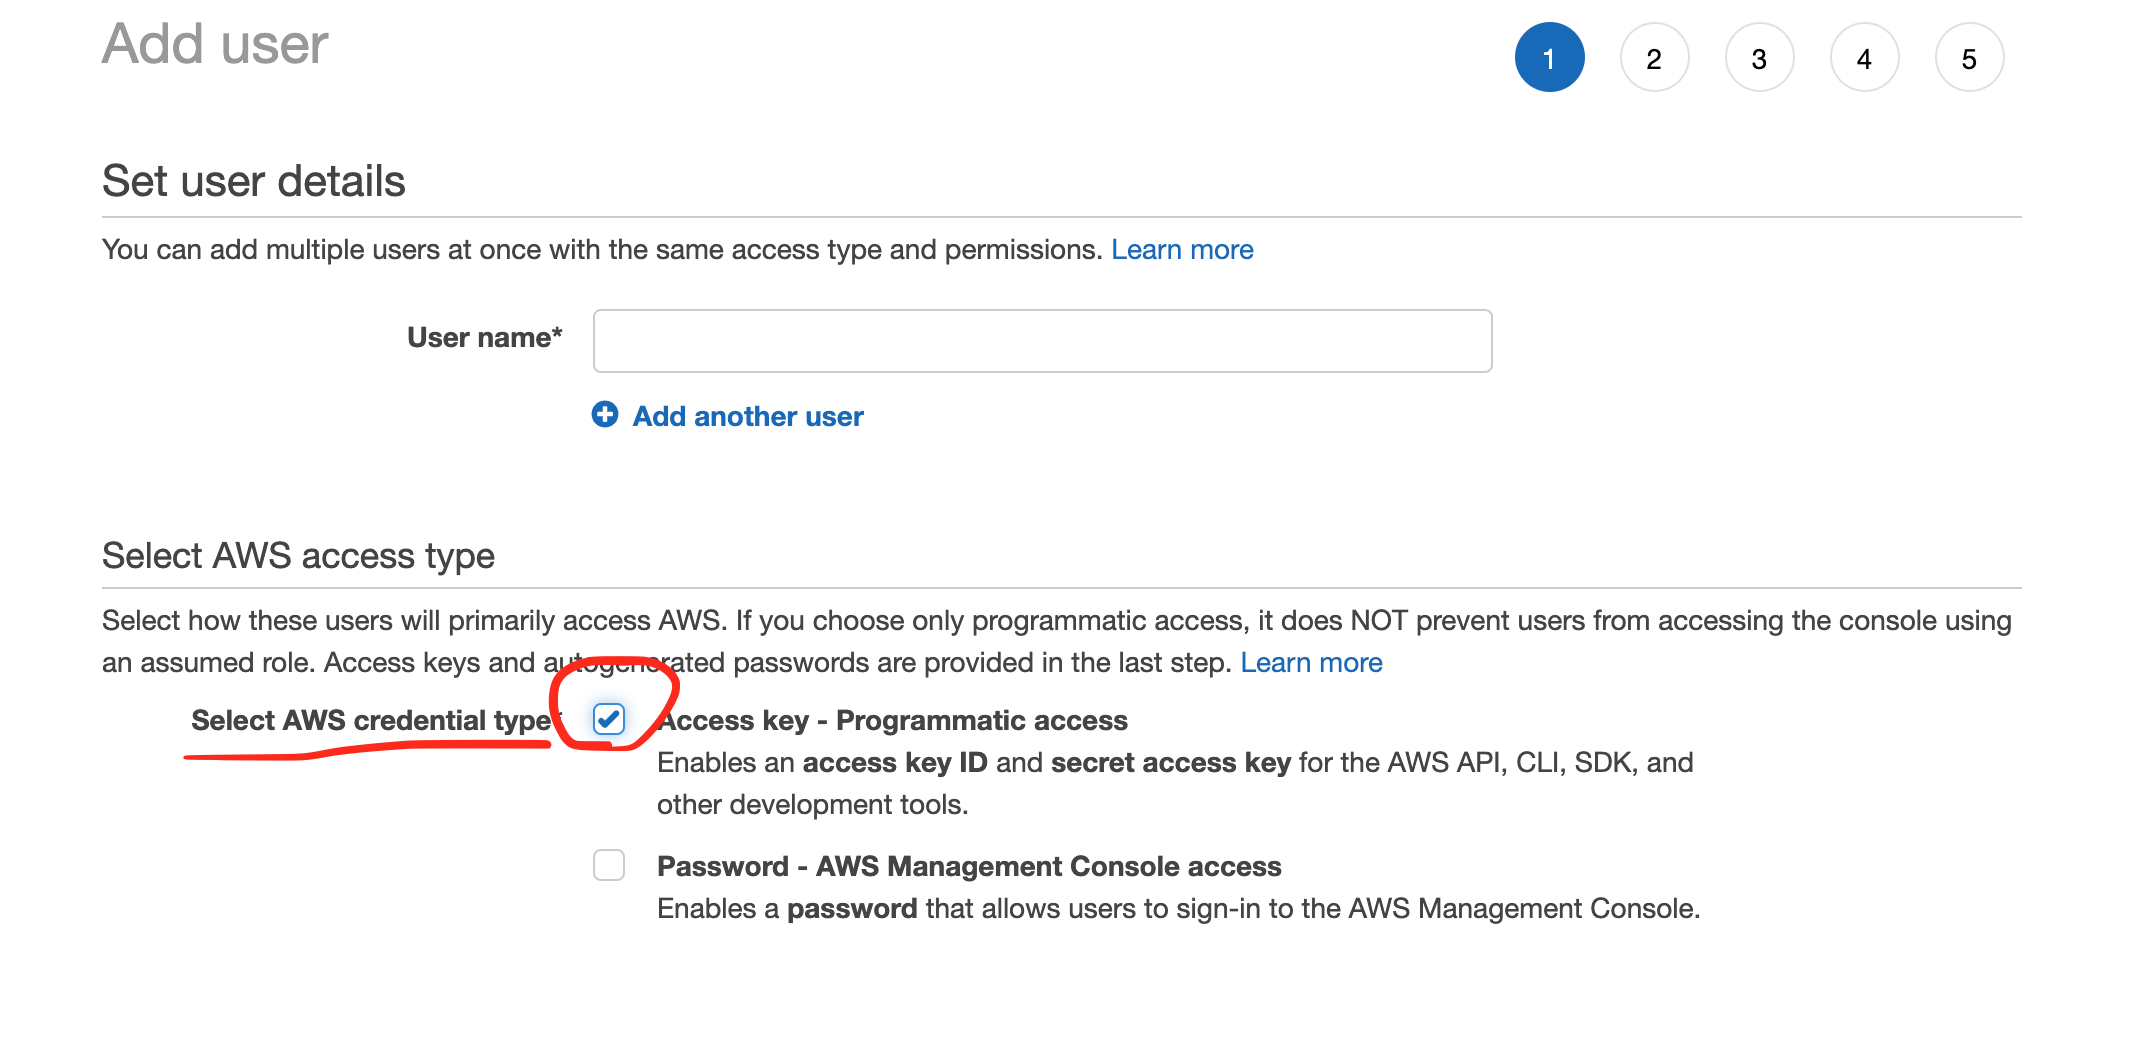 Add user
1 2 3 4 5
Set user details
You can add multiple users at once with the same access type and permissions. Learn more
User name*
Add another user
Select AWS access type
Select how these users will primarily access AWS. If you choose only programmatic access, it does NOT prevent users from accessing the console using
an assumed role. Access keys and autogenerated passwords are provided in the last step. Learn more
Select AWS credential type* Access key - Programmatic access
Enables an access key ID and secret access key for the AWS API, CLI, SDK, and
other development tools.
Password - AWS Management Console access
Enables a password that allows users to sign-in to the AWS Management Console.